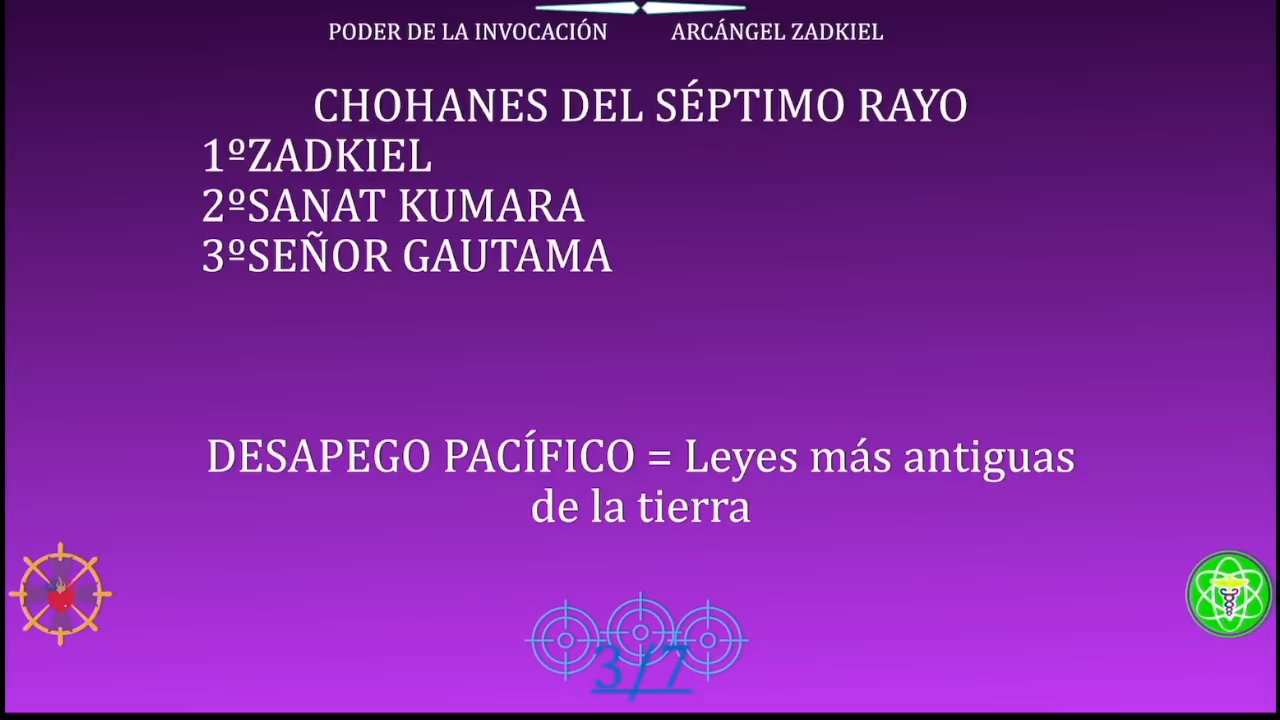 PODER DE LA INVOCACIÓN ARCÁNGEL ZADKIEL
CHOHANES DEL SÉPTIMO RAYO
1ºZADKIEL
2ºSANAT KUMARA
3ºSEÑOR GAUTAMA
DESAPEGO PACÍFICO = Leyes más antiguas
de la tierra
3/7